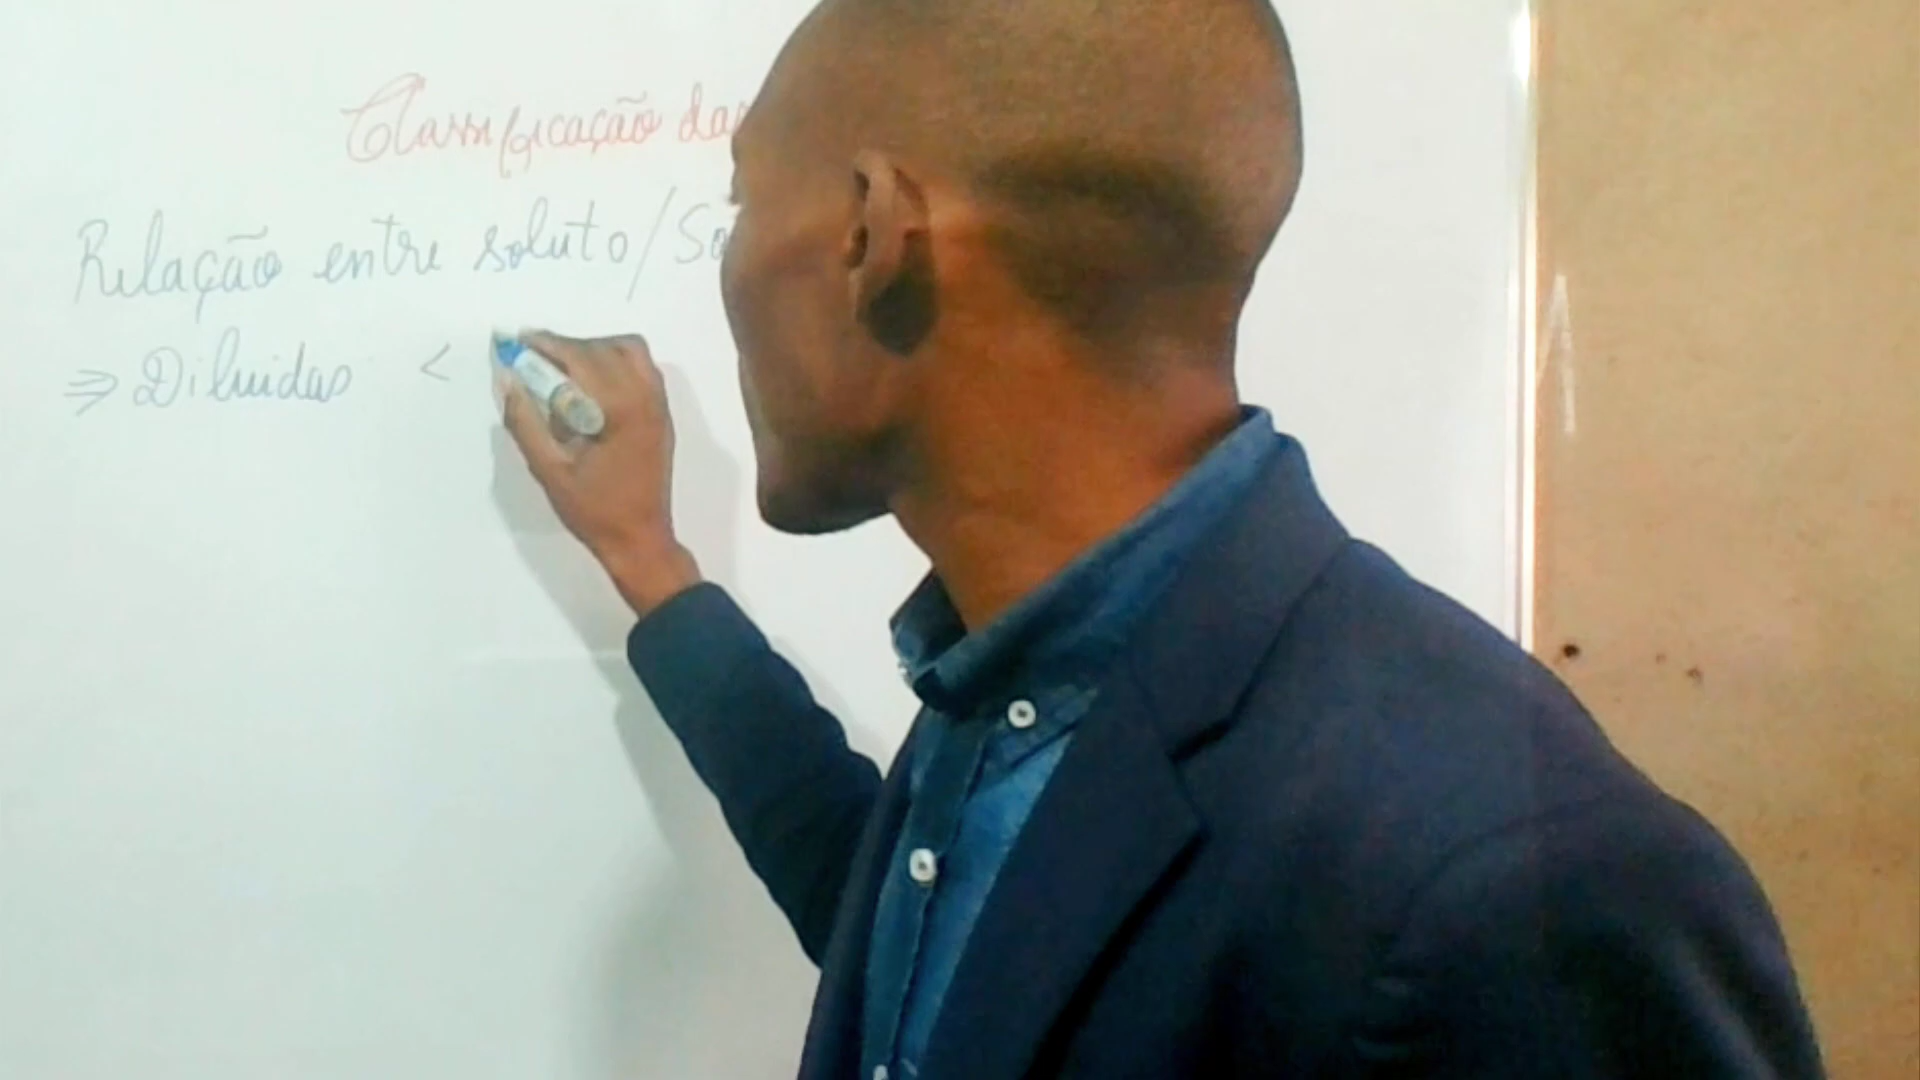 Classificação das
Relação entre soluto/So
⇒ Diluidas <